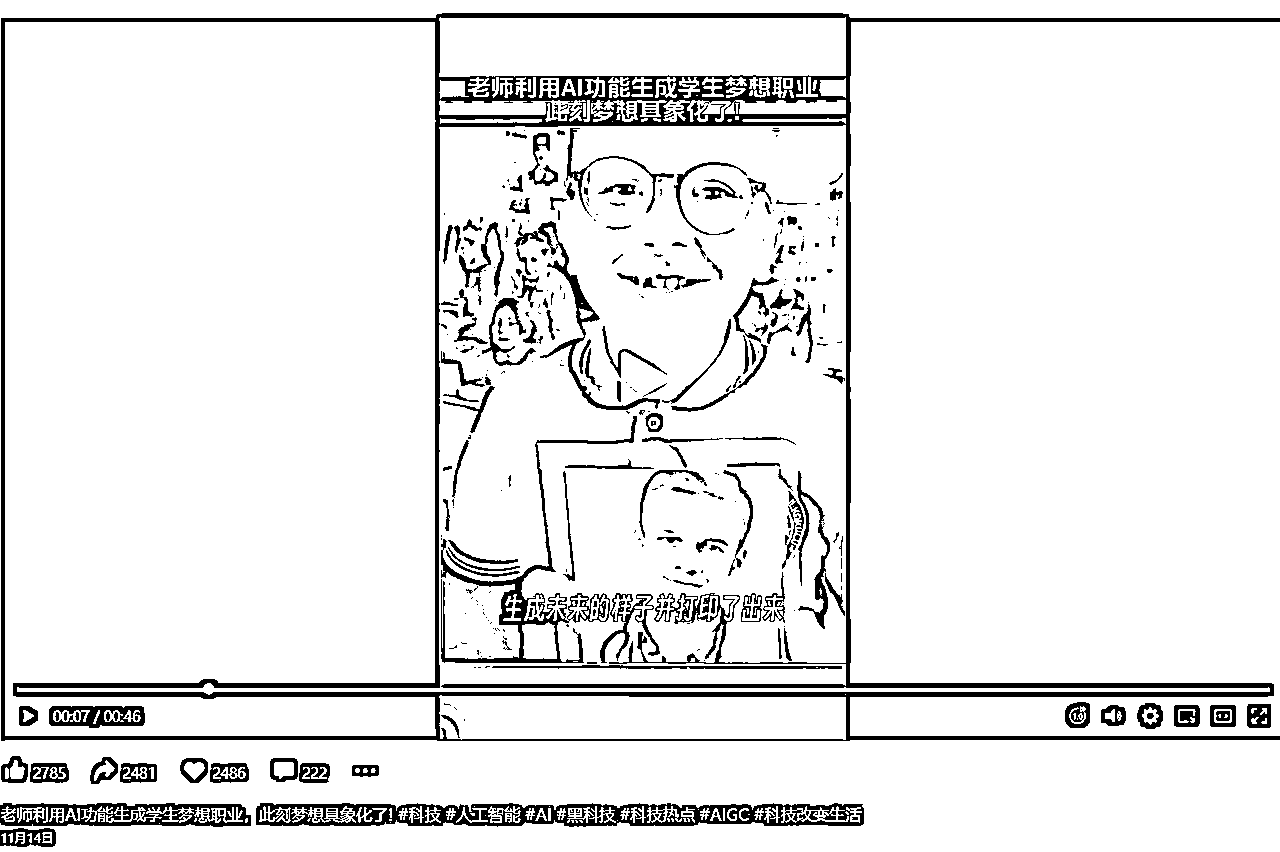 老师利用AI功能生成学生梦想职业
此刻梦想具象化了!
生成未来的样子并打印了出来
00:07 / 00:46
2785 2481 2486 222
老师利用AI功能生成学生梦想职业，此刻梦想具象化了! #科技 #人工智能 #AI #黑科技 #科技热点 #AIGC #科技改变生活
11月14日